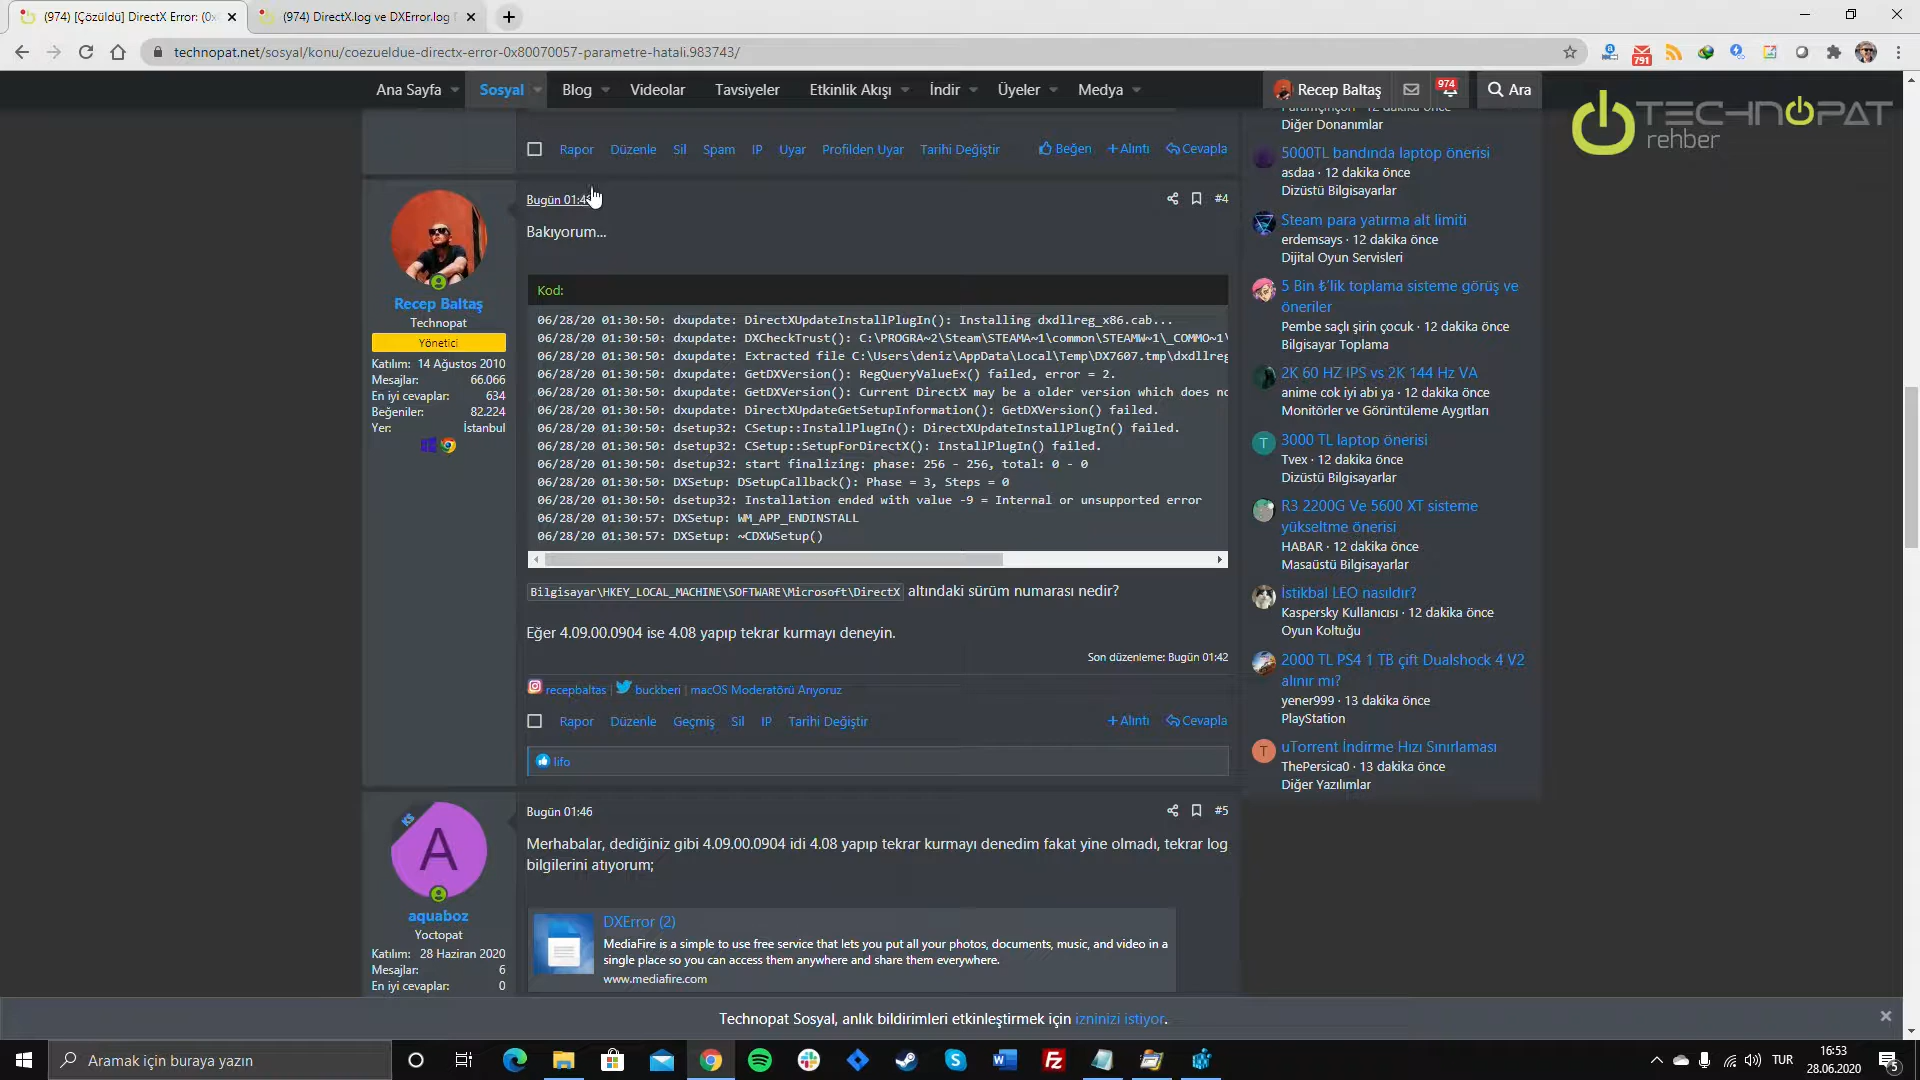 (974) [Çözüldü] DirectX Error: (0x
(974) DirectX.log ve DXError.log T
technopat.net/sosyal/konu/coezueldue-directx-error-0x80070057-parametre-hatali.983743/
791
Ana Sayfa
Sosyal
Blog
Videolar
Tavsiyeler
Etkinlik Akışı
İndir
Üyeler
Medya
Recep Baltaş
974
Ara
TECHNOPAT
rehber
Rapor Düzenle Sil Spam IP Uyar Profilden Uyar Tarihi Değiştir
Beğen +Alıntı Cevapla
Bugün 01:4
#4
Bakıyorum...
Recep Baltaş
Technopat
Yönetici
Katılım: 14 Ağustos 2010
Mesajlar: 66.066
En iyi cevaplar: 634
Beğeniler: 82.224
Yer: İstanbul
Kod:
06/28/20 01:30:50: dxupdate: DirectXUpdateInstallPlugIn(): Installing dxdllreg_x86.cab...
06/28/20 01:30:50: dxupdate: DXCheckTrust(): C:\PROGRA~2\Steam\STEAMA~1\common\STEAMW~1\_COMMO~1\
06/28/20 01:30:50: dxupdate: Extracted file C:\Users\deniz\AppData\Local\Temp\DX7607.tmp\dxdllreg
06/28/20 01:30:50: dxupdate: GetDXVersion(): RegQueryValueEx() failed, error = 2.
06/28/20 01:30:50: dxupdate: GetDXVersion(): Current DirectX may be a older version which does no
06/28/20 01:30:50: dxupdate: DirectXUpdateGetSetupInformation(): GetDXVersion() failed.
06/28/20 01:30:50: dsetup32: CSetup::InstallPlugIn(): DirectXUpdateInstallPlugIn() failed.
06/28/20 01:30:50: dsetup32: CSetup::SetupForDirectX(): InstallPlugIn() failed.
06/28/20 01:30:50: dsetup32: start finalizing: phase: 256 - 256, total: 0 - 0
06/28/20 01:30:50: DXSetup: DSetupCallback(): Phase = 3, Steps = 0
06/28/20 01:30:50: dsetup32: Installation ended with value -9 = Internal or unsupported error
06/28/20 01:30:57: DXSetup: WM_APP_ENDINSTALL
06/28/20 01:30:57: DXSetup: ~CDXWSetup()
Bilgisayar\HKEY_LOCAL_MACHINE\SOFTWARE\Microsoft\DirectX altındaki sürüm numarası nedir?
Eğer 4.09.00.0904 ise 4.08 yapıp tekrar kurmayı deneyin.
Son düzenleme: Bugün 01:42
recepbaltas | buckberi | macOS Moderatörü Arıyoruz
Rapor Düzenle Geçmiş Sil IP Tarihi Değiştir
+Alıntı Cevapla
lifo
Bugün 01:46
#5
KS
A
aquaboz
Yoctopat
Katılım: 28 Haziran 2020
Mesajlar: 6
En iyi cevaplar: 0
Merhabalar, dediğiniz gibi 4.09.00.0904 idi 4.08 yapıp tekrar kurmayı denedim fakat yine olmadı, tekrar log
bilgilerini atıyorum;
DXError (2)
MediaFire is a simple to use free service that lets you put all your photos, documents, music, and video in a
single place so you can access them anywhere and share them everywhere.
www.mediafire.com
Diğer Donanımlar
5000TL bandında laptop önerisi
asdaa · 12 dakika önce
Dizüstü Bilgisayarlar
Steam para yatırma alt limiti
erdemsays · 12 dakika önce
Dijital Oyun Servisleri
5 Bin ₺'lik toplama sisteme görüş ve
öneriler
Pembe saçlı şirin çocuk · 12 dakika önce
Bilgisayar Toplama
2K 60 HZ IPS vs 2K 144 Hz VA
anime cok iyi abi ya · 12 dakika önce
Monitörler ve Görüntüleme Aygıtları
T
3000 TL laptop önerisi
Tvex · 12 dakika önce
Dizüstü Bilgisayarlar
R3 2200G Ve 5600 XT sisteme
yükseltme önerisi
HABAR · 12 dakika önce
Masaüstü Bilgisayarlar
İstikbal LEO nasıldır?
Kaspersky Kullanıcısı · 12 dakika önce
Oyun Koltuğu
2000 TL PS4 1 TB çift Dualshock 4 V2
alınır mı?
yener999 · 13 dakika önce
PlayStation
T
uTorrent İndirme Hızı Sınırlaması
ThePersica0 · 13 dakika önce
Diğer Yazılımlar
Technopat Sosyal, anlık bildirimleri etkinleştirmek için izninizi istiyor.
Aramak için buraya yazın
TUR
16:53
28.06.2020
5